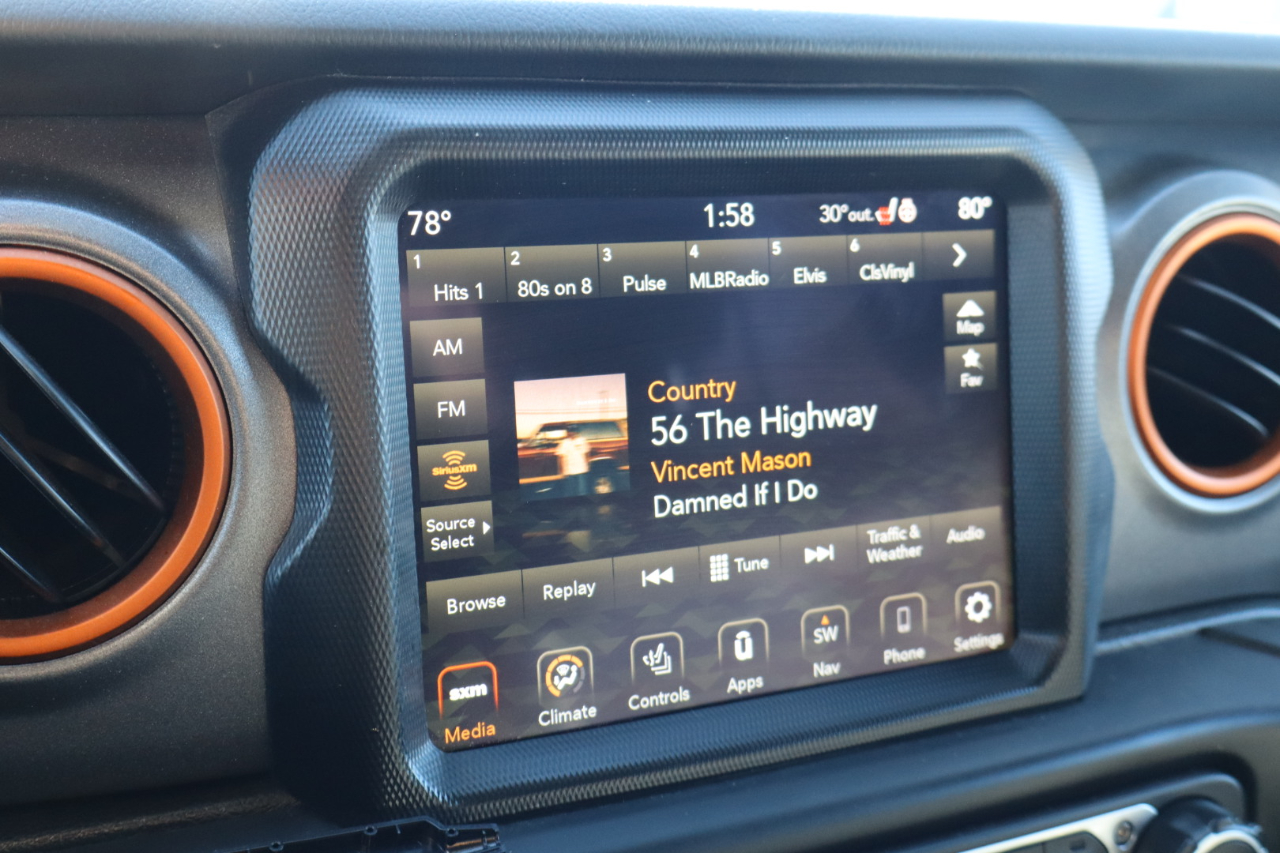 78° 1:58 30°out. 80°
1 2 3 4 5 6
Hits 1 80s on 8 Pulse MLBRadio Elvis ClsVinyl
AM
FM
SiriusXM
Source
Select
Map
Fav
Country
56 The Highway
Vincent Mason
Damned If I Do
Browse Replay Tune Traffic &
Weather Audio
sxm SW
Media Climate Controls Apps Nav Phone Settings